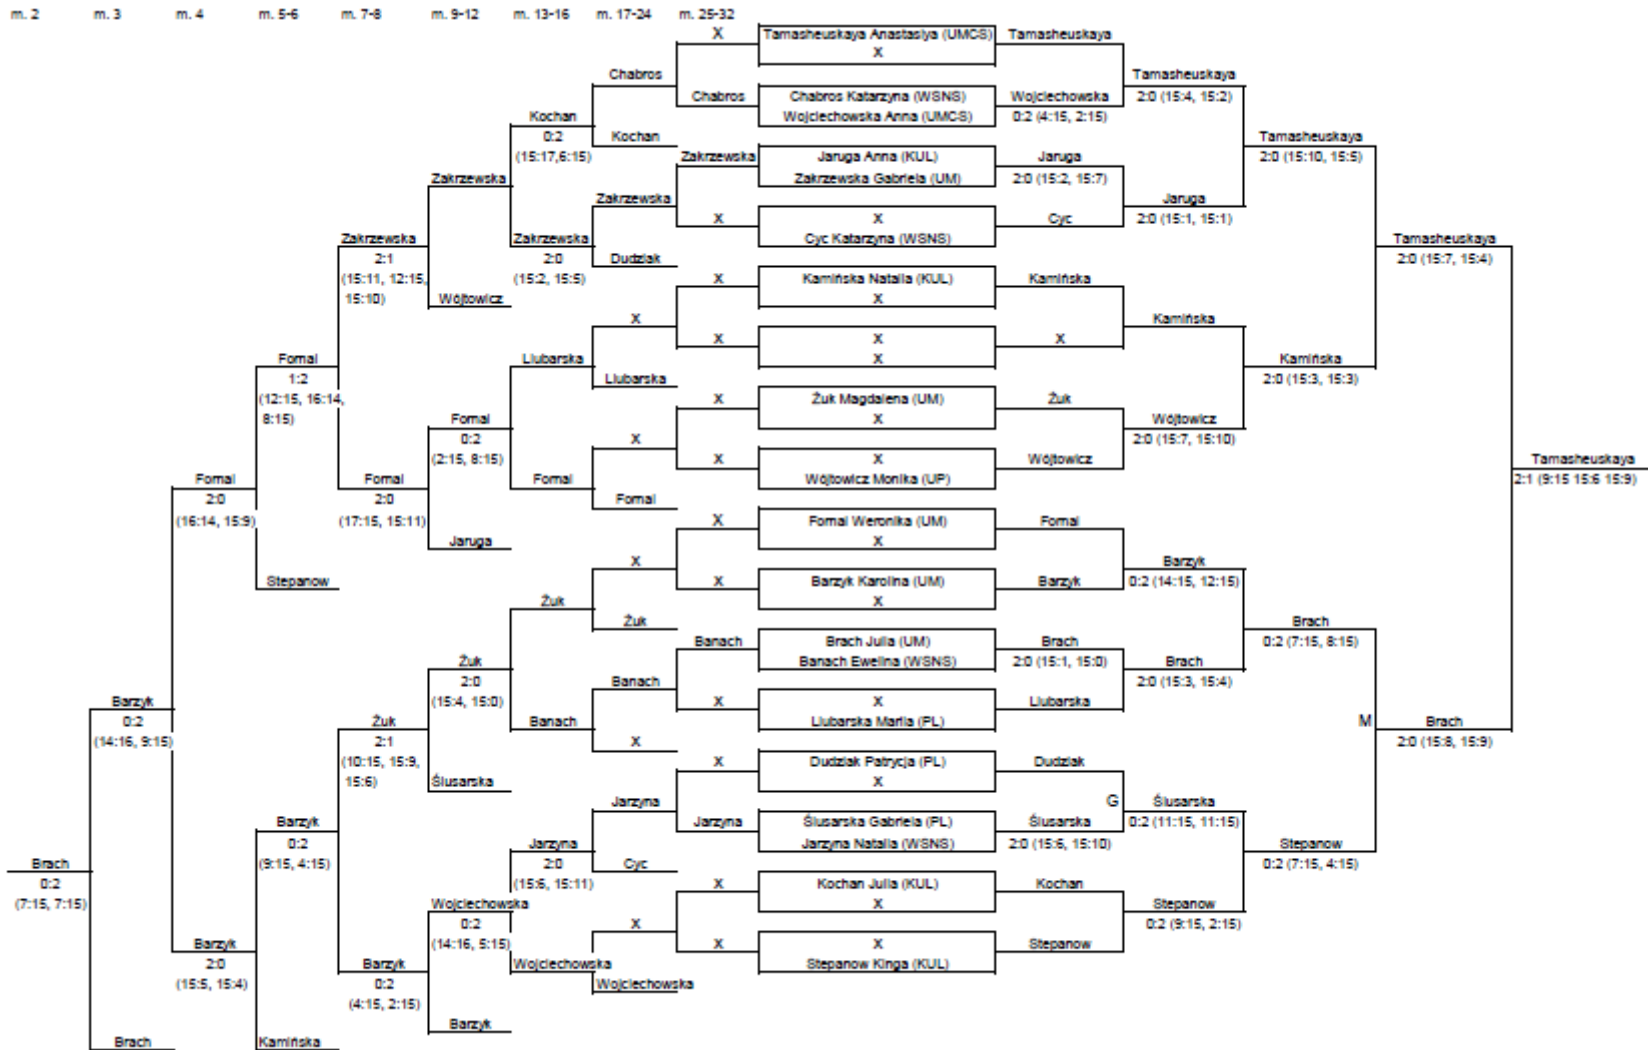 m. 2 m. 3 m. 4 m. 5-6 m. 7-8 m. 9-12 m. 13-16 m. 17-24 m. 25-32
X Tamasheuskaya Anastasiya (UMCS) Tamasheuskaya
X
Chabros Tamasheuskaya
Chabros Chabros Katarzyna (WSNS) Wojciechowska 2:0 (15:4, 15:2)
Kochan Wojciechowska Anna (UMCS) 0:2 (4:15, 2:15)
0:2 Kochan Tamasheuskaya
(15:17,6:15) Zakrzewska Jaruga Anna (KUL) Jaruga 2:0 (15:10, 15:5)
Zakrzewska Zakrzewska Gabriela (UM) 2:0 (15:2, 15:7)
Zakrzewska Jaruga
X X Cyc 2:0 (15:1, 15:1)
Zakrzewska Zakrzewska Cyc Katarzyna (WSNS) Tamasheuskaya
2:1 2:0 Dudziak 2:0 (15:7, 15:4)
(15:11, 12:15, (15:2, 15:5) X Kamińska Natalia (KUL) Kamińska
15:10) Wójtowicz X
X Kamińska
X X X
Fornal Liubarska X Kamińska
1:2 Liubarska 2:0 (15:3, 15:3)
(12:15, 16:14, X Żuk Magdalena (UM) Żuk
8:15) Fornal X Wójtowicz
0:2 X 2:0 (15:7, 15:10)
(2:15, 8:15) X X Wójtowicz Tamasheuskaya
Fornal Fornal Fornal Wójtowicz Monika (UP) 2:1 (9:15 15:6 15:9)
2:0 2:0 Fornal
(16:14, 15:9) (17:15, 15:11) X Fornal Weronika (UM) Fornal
Jaruga X
X Barzyk
Stepanow X Barzyk Karolina (UM) Barzyk 0:2 (14:15, 12:15)
Żuk X
Żuk Brach
Banach Brach Julia (UM) Brach 0:2 (7:15, 8:15)
Żuk Banach Ewelina (WSNS) 2:0 (15:1, 15:0) Brach
2:0 Banach 2:0 (15:3, 15:4)
Barzyk (15:4, 15:0) X X Liubarska
0:2 Żuk Banach Liubarska Mariia (PL) M Brach
(14:16, 9:15) 2:1 X 2:0 (15:8, 15:9)
(10:15, 15:9, X Dudziak Patrycja (PL) Dudziak
15:6) Ślusarska X
Jarzyna G Ślusarska
Barzyk Jarzyna Ślusarska Gabriela (PL) Ślusarska 0:2 (11:15, 11:15)
0:2 Jarzyna Jarzyna Natalia (WSNS) 2:0 (15:6, 15:10) Stepanow
Brach (9:15, 4:15) 2:0 Cyc 0:2 (7:15, 4:15)
0:2 (15:6, 15:11) X Kochan Julia (KUL) Kochan
(7:15, 7:15) Wojciechowska X Stepanow
0:2 X 0:2 (9:15, 2:15)
Barzyk (14:16, 5:15) X X Stepanow
2:0 Barzyk Wojciechowska Stepanow Kinga (KUL)
(15:5, 15:4) 0:2 Wojciechowska
(4:15, 2:15)
Barzyk
Brach Kamińska